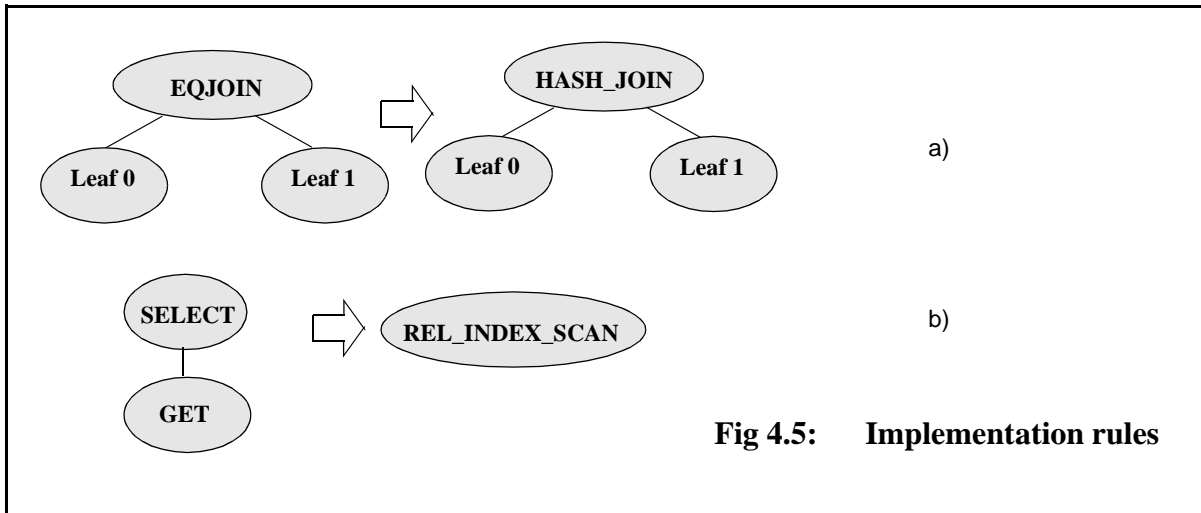 EQJOIN
HASH_JOIN
Leaf 0
Leaf 1
Leaf 0
Leaf 1
a)
SELECT
GET
REL_INDEX_SCAN
b)
Fig 4.5: Implementation rules